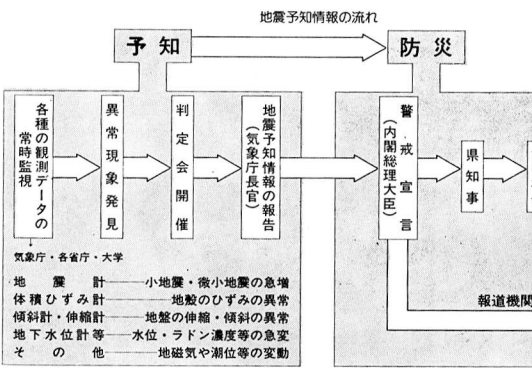 地震予知情報の流れ
予知
防災
各種の観測データの
常時監視
異常現象発見
判定会開催
地震予知情報の報告
(気象庁長官)
警戒宣言
(内閣総理大臣)
県知事
気象庁・各省庁・大学
地震計――小地震・微小地震の急増
体積ひずみ計――地殻のひずみの異常
傾斜計・伸縮計――地盤の伸縮・傾斜の異常
地下水位計等――水位・ラドン濃度等の急変
その他――地磁気や潮位等の変動
報道機関